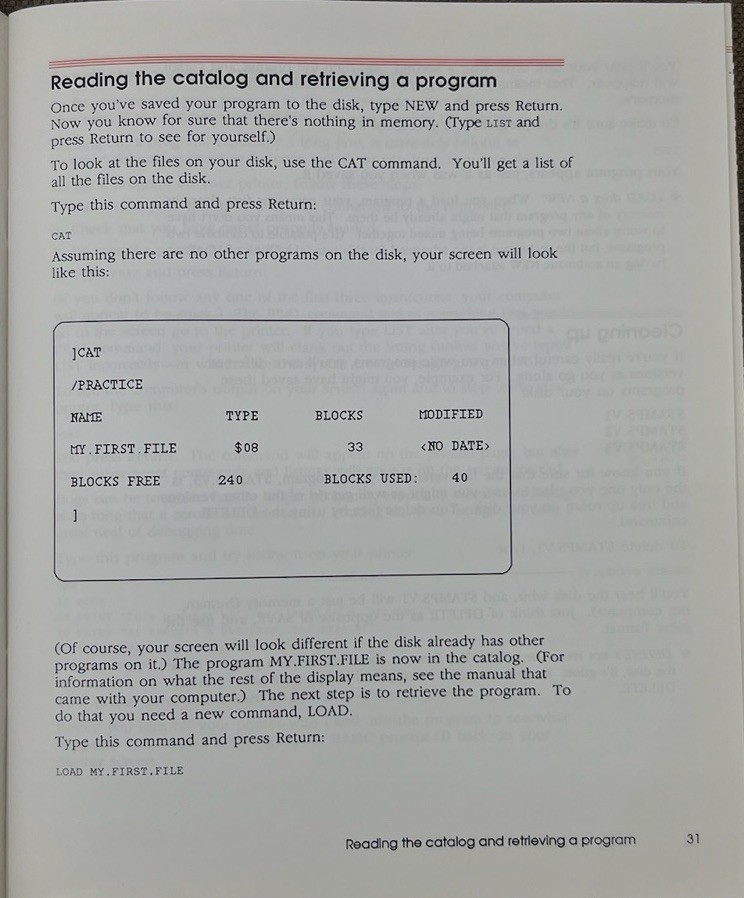 Reading the catalog and retrieving a program
Once you've saved your program to the disk, type NEW and press Return.
Now you know for sure that there's nothing in memory. (Type LIST and
press Return to see for yourself.)
To look at the files on your disk, use the CAT command. You'll get a list of
all the files on the disk.
Type this command and press Return:
CAT
Assuming there are no other programs on the disk, your screen will look
like this:
]CAT
/PRACTICE
NAME TYPE BLOCKS MODIFIED
MY.FIRST.FILE $08 33 <NO DATE>
BLOCKS FREE 240 BLOCKS USED: 40
]
(Of course, your screen will look different if the disk already has other
programs on it.) The program MY.FIRST.FILE is now in the catalog. (For
information on what the rest of the display means, see the manual that
came with your computer.) The next step is to retrieve the program. To
do that you need a new command, LOAD.
Type this command and press Return:
LOAD MY.FIRST.FILE
Reading the catalog and retrieving a program 31